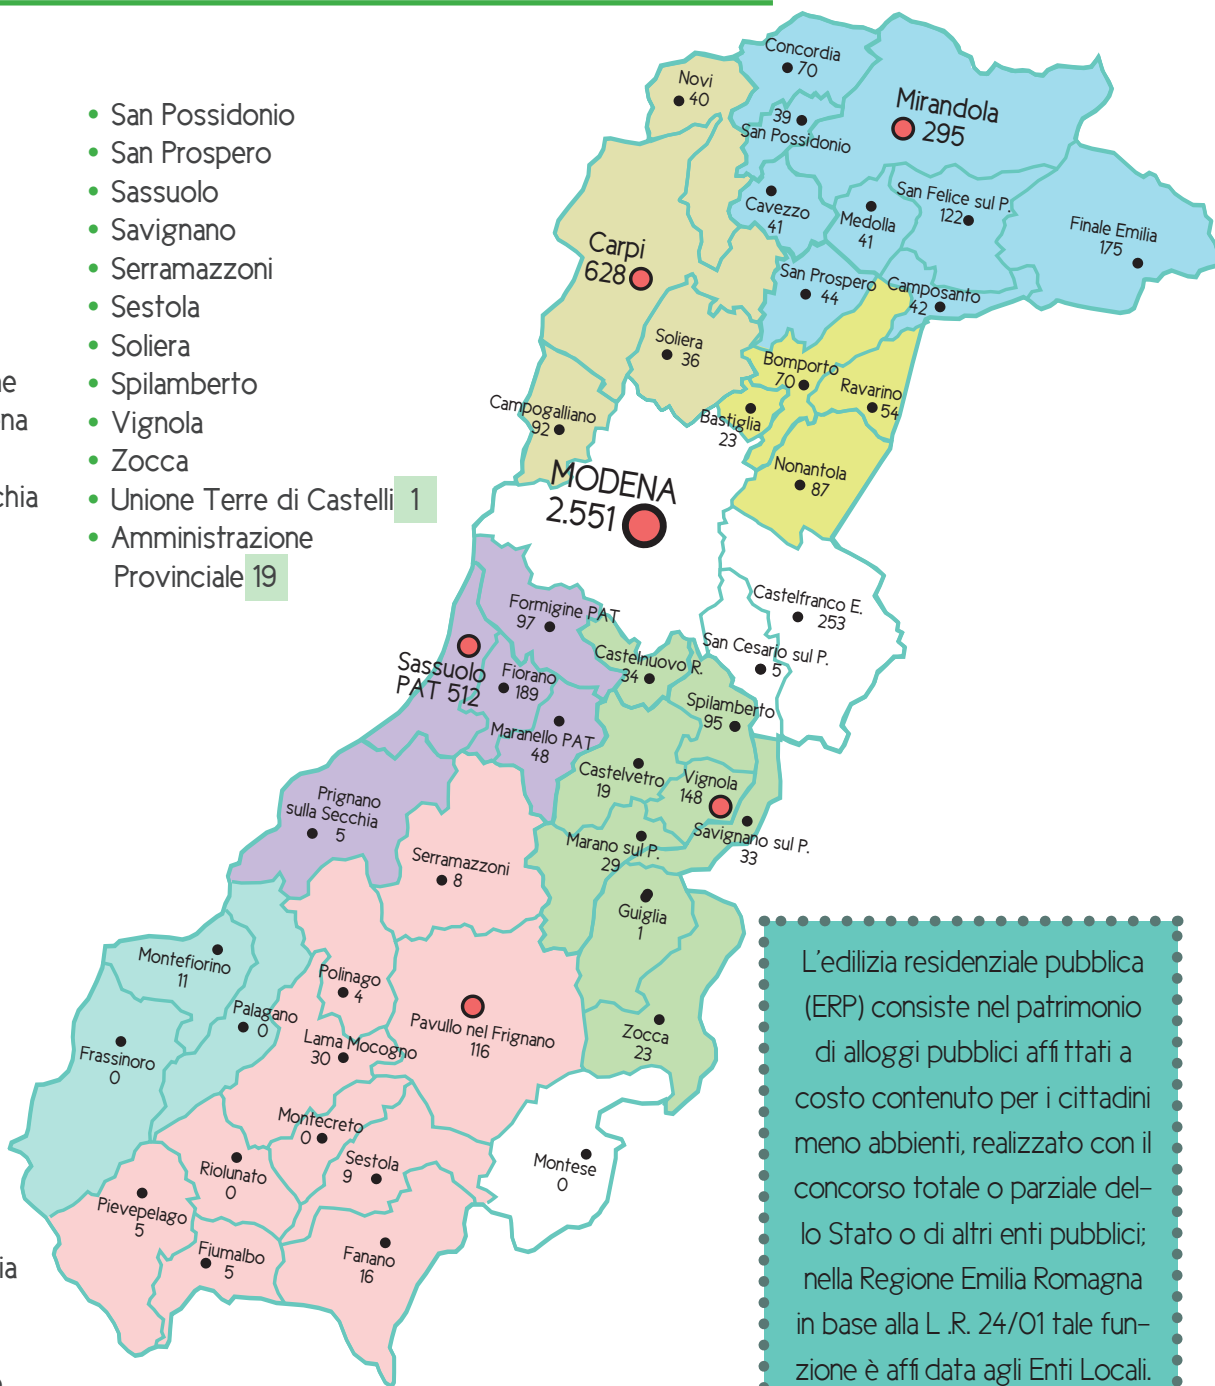 • San Possidonio
• San Prospero
• Sassuolo
• Savignano
• Serramazzoni
• Sestola
• Soliera
• Spilamberto
• Vignola
• Zocca
• Unione Terre di Castelli 1
• Amministrazione
Provinciale 19
ne
na
chia
ia
Novi
40
Concordia
70
39
San Possidonio
Mirandola
295
Cavezzo
41
Medolla
41
San Felice sul P.
122
Finale Emilia
175
Carpi
628
San Prospero
44
Camposanto
42
Soliera
36
Bomporto
70
Ravarino
54
Campogalliano
92
Bastiglia
23
Nonantola
87
MODENA
2.551
Formigine PAT
97
Castelfranco E.
253
San Cesario sul P.
5
Castelnuovo R.
34
Sassuolo
PAT 512
Fiorano
189
Spilamberto
95
Maranello PAT
48
Castelvetro
19
Vignola
148
Prignano
sulla Secchia
5
Savignano sul P.
33
Marano sul P.
29
Serramazzoni
8
Guiglia
1
Montefiorino
11
Polinago
4
Palagano
0
Pavullo nel Frignano
116
Zocca
23
Lama Mocogno
30
Frassinoro
0
Montecreto
0
Sestola
9
Riolunato
0
Montese
0
Pievepelago
5
Fiumalbo
5
Fanano
16
L'edilizia residenziale pubblica
(ERP) consiste nel patrimonio
di alloggi pubblici affittati a
costo contenuto per i cittadini
meno abbienti, realizzato con il
concorso totale o parziale del-
lo Stato o di altri enti pubblici;
nella Regione Emilia Romagna
in base alla L .R. 24/01 tale fun-
zione è affidata agli Enti Locali.